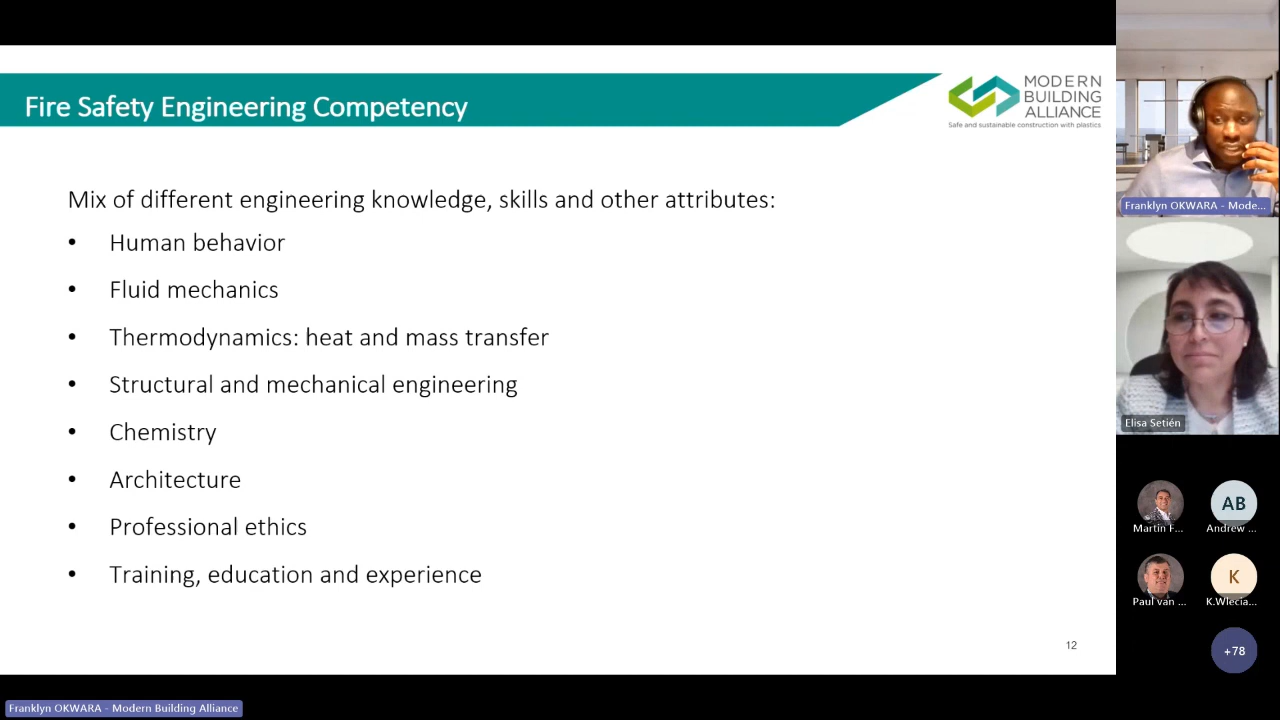 Fire Safety Engineering Competency
MODERN
BUILDING
ALLIANCE
Safe and sustainable construction with plastics
Mix of different engineering knowledge, skills and other attributes:
• Human behavior
• Fluid mechanics
• Thermodynamics: heat and mass transfer
• Structural and mechanical engineering
• Chemistry
• Architecture
• Professional ethics
• Training, education and experience
12
Franklyn OKWARA - Modern Building Alliance
Franklyn OKWARA - Mode...
Elisa Setién
AB
Martin F...
Andrew ...
K
Paul van ...
K.Wlecia...
+78